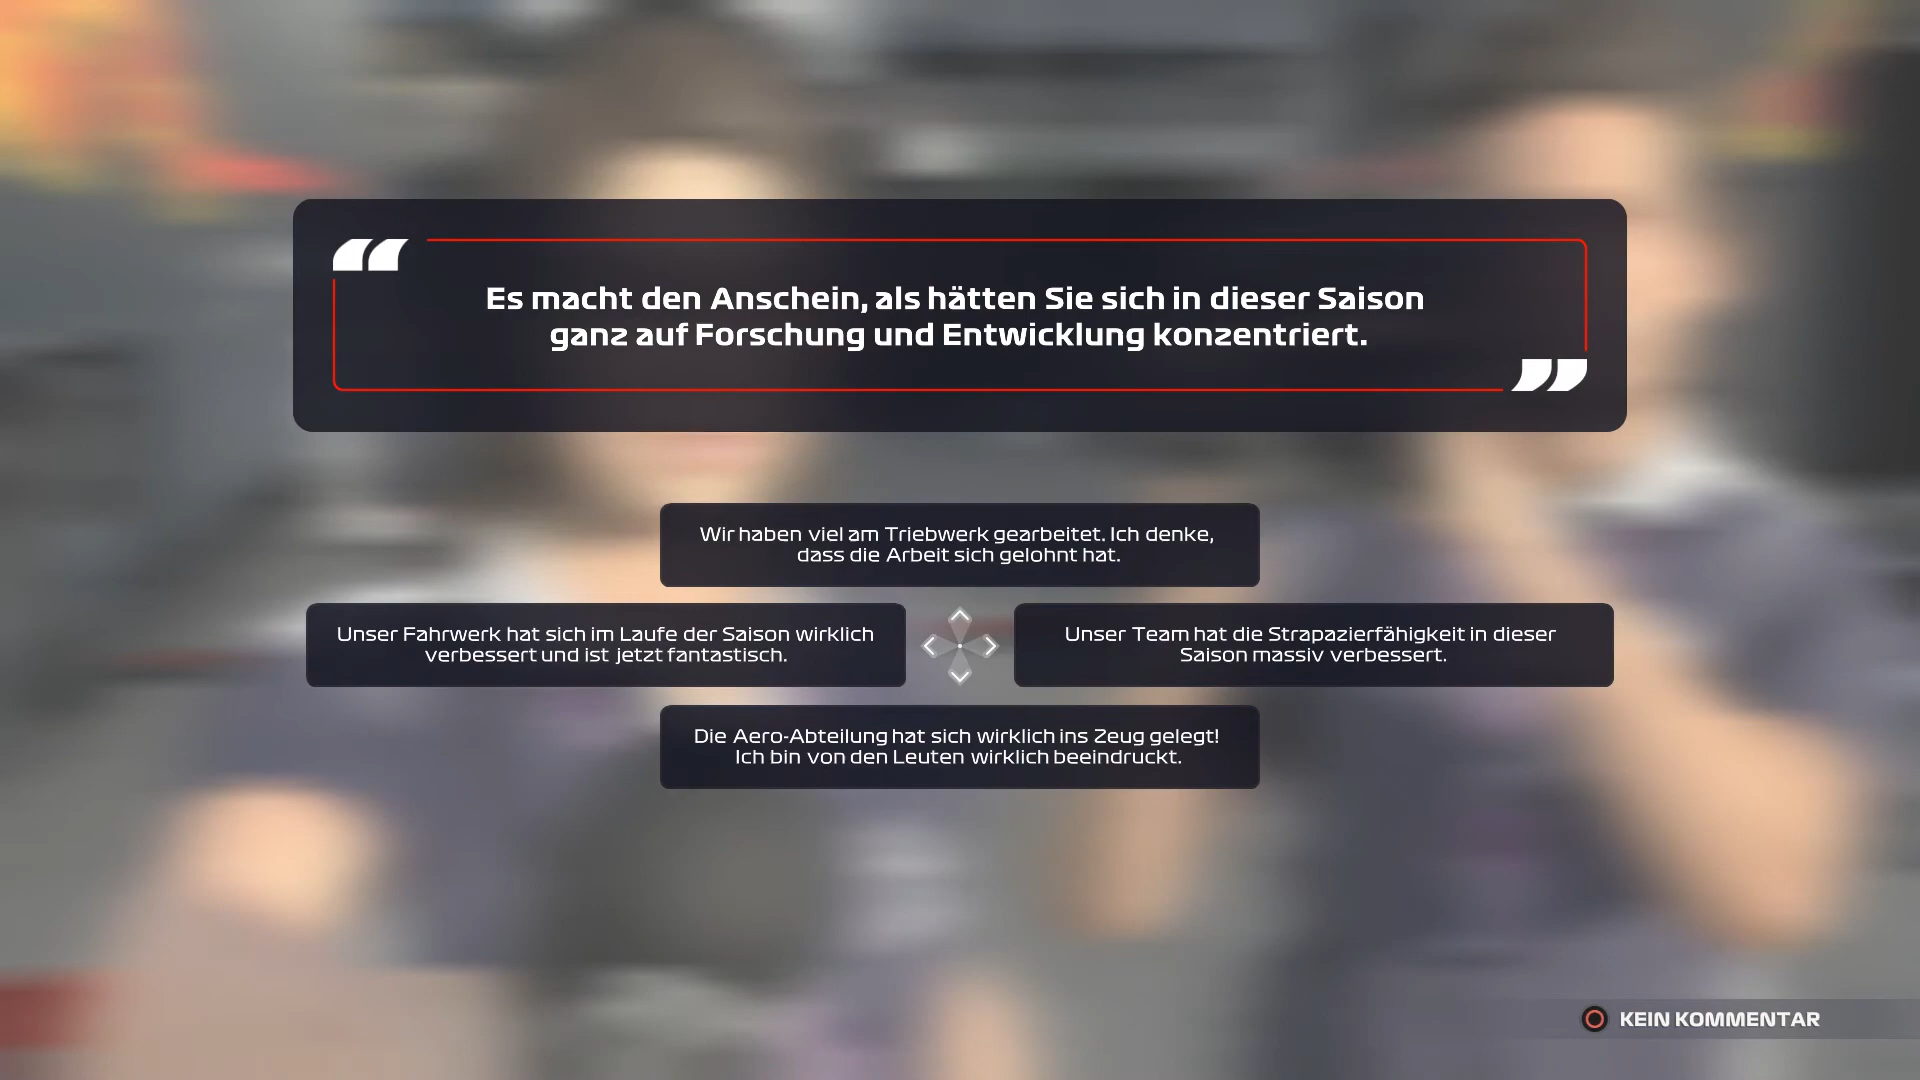 Es macht den Anschein, als hätten Sie sich in dieser Saison
ganz auf Forschung und Entwicklung konzentriert.
Wir haben viel am Triebwerk gearbeitet. Ich denke,
dass die Arbeit sich gelohnt hat.
Unser Fahrwerk hat sich im Laufe der Saison wirklich
verbessert und ist jetzt fantastisch.
Unser Team hat die Strapazierfähigkeit in dieser
Saison massiv verbessert.
Die Aero-Abteilung hat sich wirklich ins Zeug gelegt!
Ich bin von den Leuten wirklich beeindruckt.
KEIN KOMMENTAR